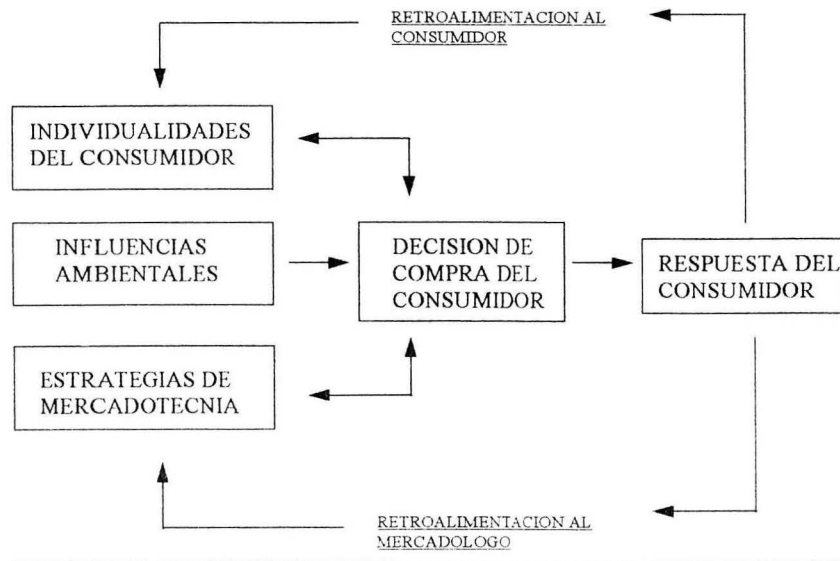 RETROALIMENTACION AL
CONSUMIDOR
INDIVIDUALIDADES
DEL CONSUMIDOR
INFLUENCIAS
AMBIENTALES
DECISION DE
COMPRA DEL
CONSUMIDOR
RESPUESTA DEL
CONSUMIDOR
ESTRATEGIAS DE
MERCADOTECNIA
RETROALIMENTACION AL
MERCADOLOGO